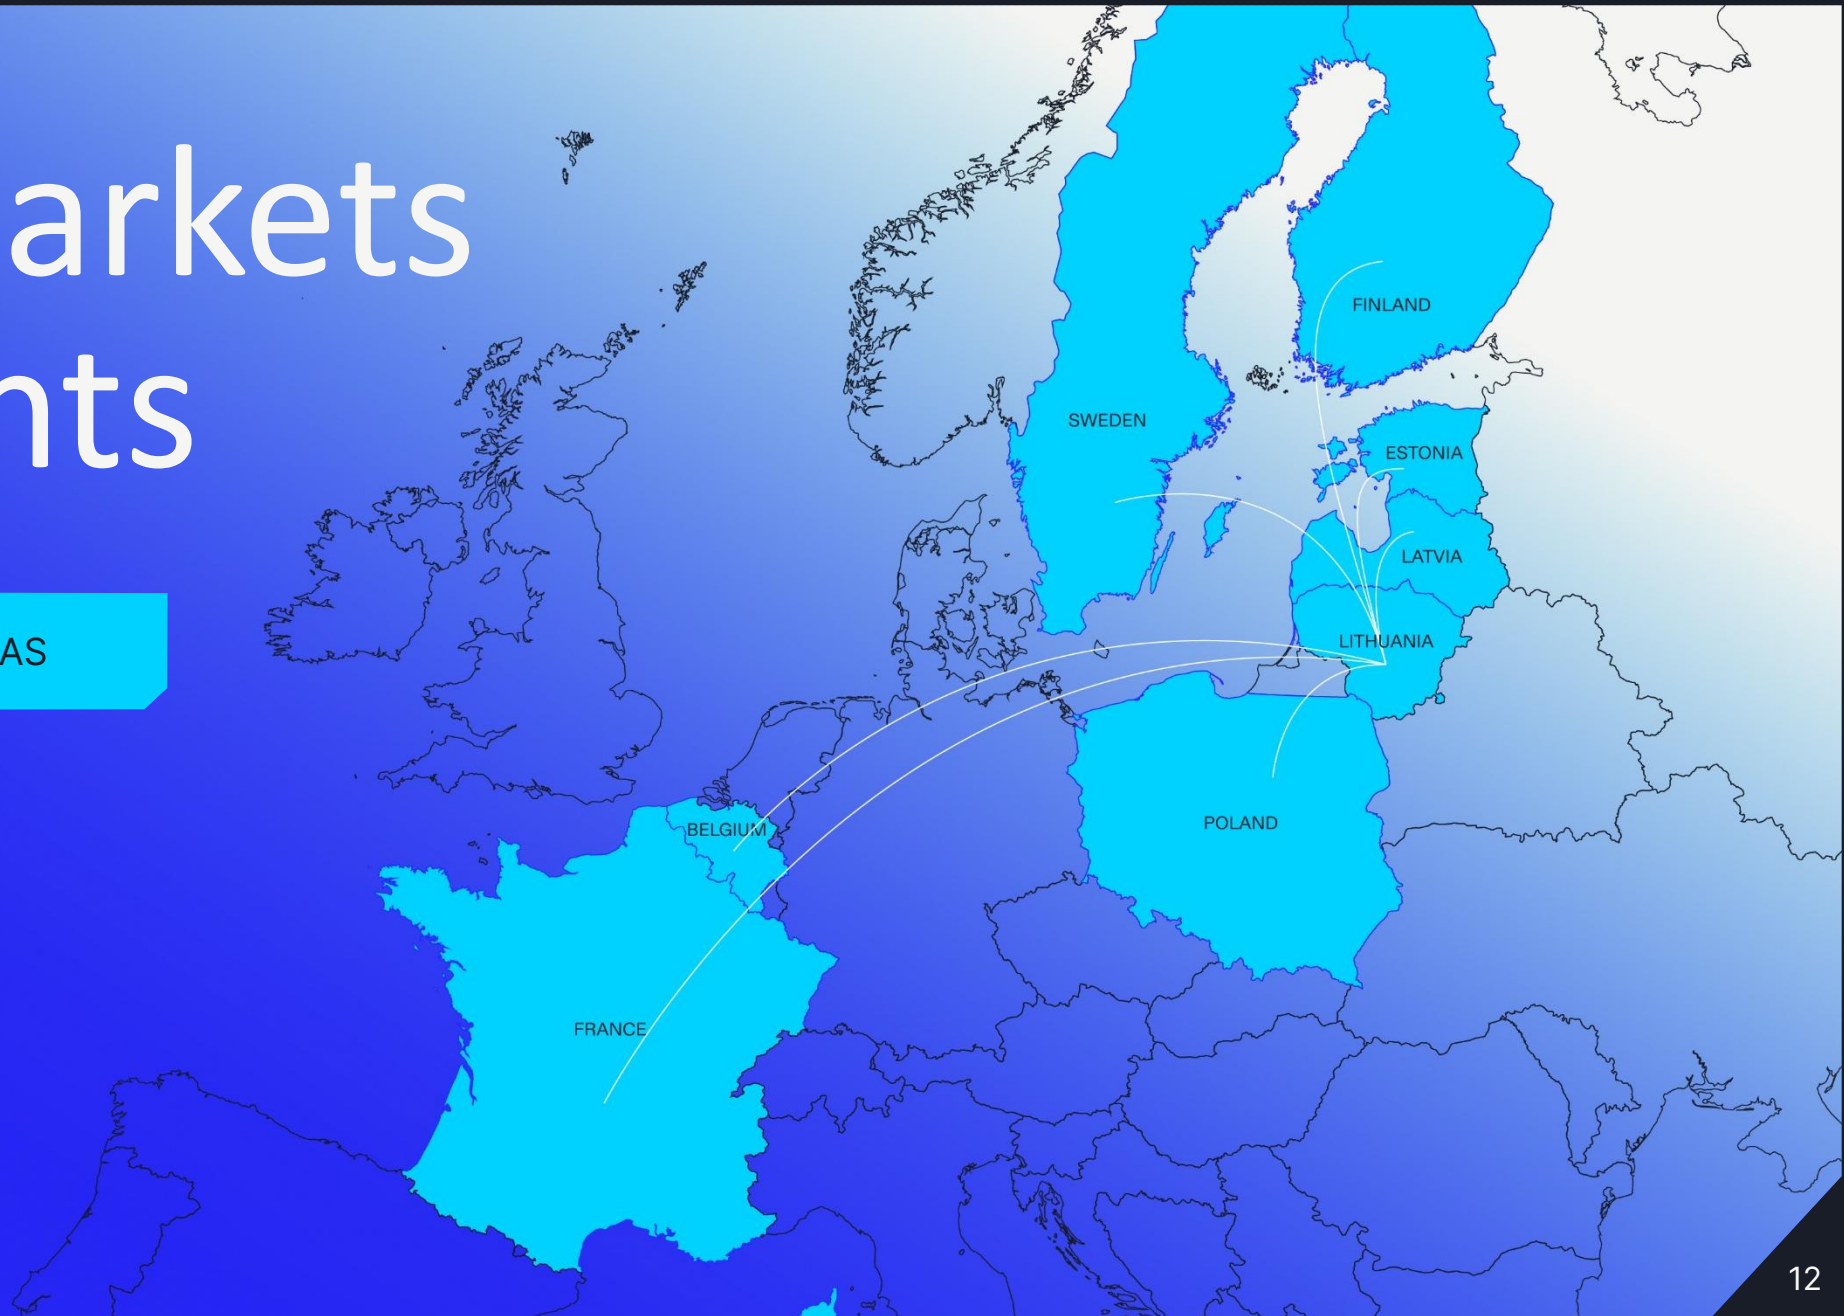 arkets
nts
AS
FINLAND
SWEDEN
ESTONIA
LATVIA
LITHUANIA
BELGIUM
POLAND
FRANCE
12